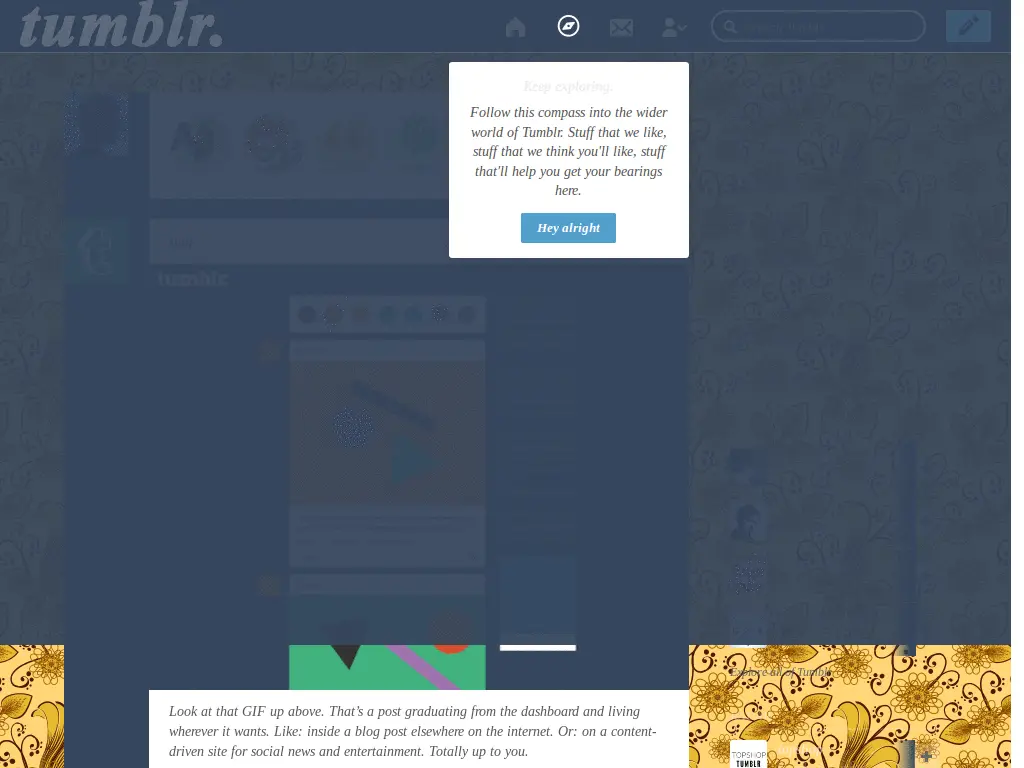 tumblr.
Keep exploring.
Follow this compass into the wider
world of Tumblr. Stuff that we like,
stuff that we think you'll like, stuff
that'll help you get your bearings
here.
Hey alright
tumblr
Explore all of Tumblr
TOPSHOP
TUMBLR
Look at that GIF up above. That's a post graduating from the dashboard and living
wherever it wants. Like: inside a blog post elsewhere on the internet. Or: on a content-
driven site for social news and entertainment. Totally up to you.